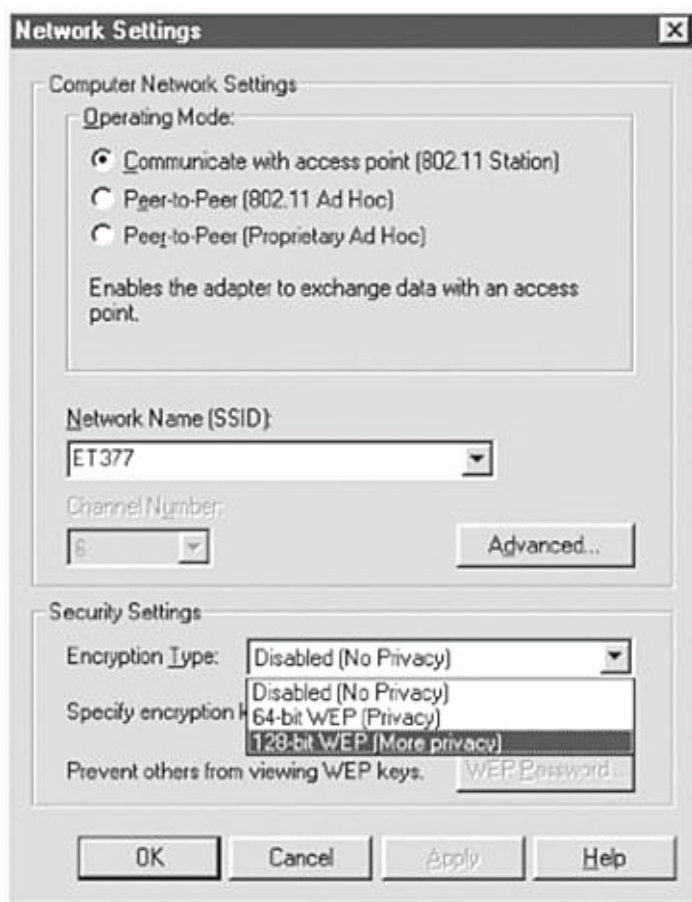 Network Settings
Computer Network Settings
Operating Mode:
Communicate with access point (802.11 Station)
Peer-to-Peer (802.11 Ad Hoc)
Peer-to-Peer (Proprietary Ad Hoc)
Enables the adapter to exchange data with an access
point.
Network Name (SSID):
ET377
Channel Number:
6
Advanced...
Security Settings
Encryption Type:
Disabled (No Privacy)
Disabled (No Privacy)
Specify encryption
64-bit WEP (Privacy)
128-bit WEP (More privacy)
Prevent others from viewing WEP keys.
WEP Password...
OK
Cancel
Apply
Help